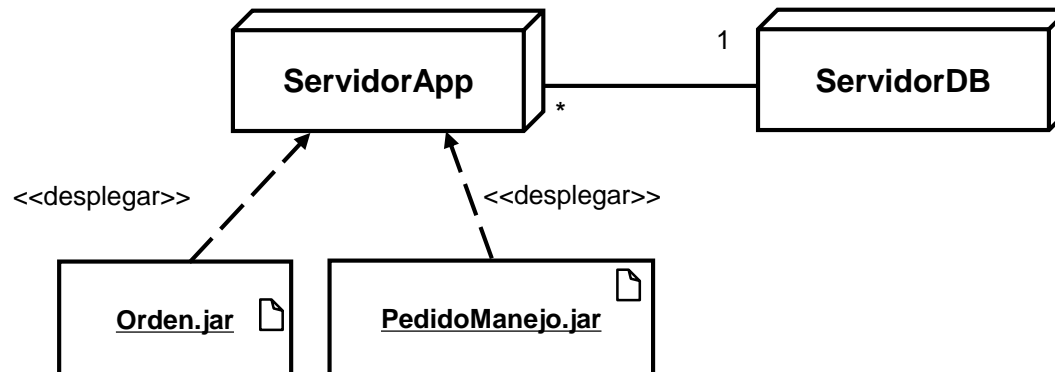 1
ServidorApp
ServidorDB
*
<<desplegar>>
<<desplegar>>
Orden.jar
PedidoManejo.jar